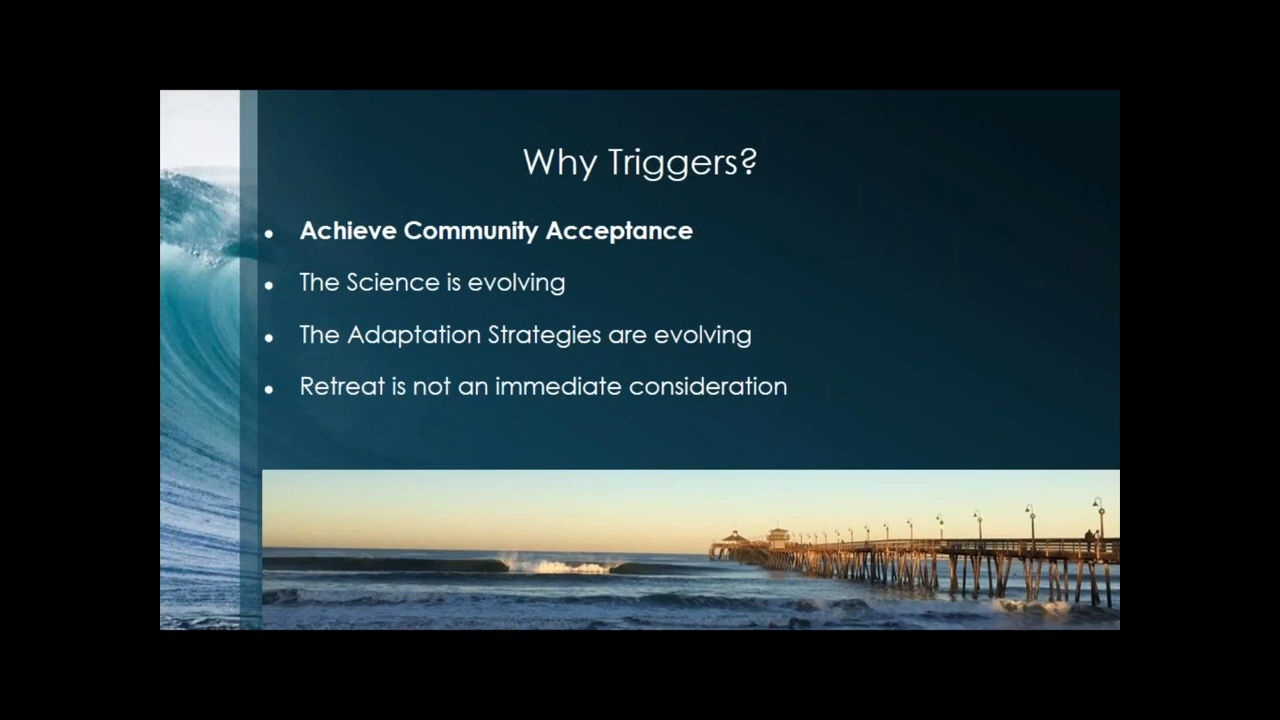 Why Triggers?
Achieve Community Acceptance
The Science is evolving
The Adaptation Strategies are evolving
Retreat is not an immediate consideration